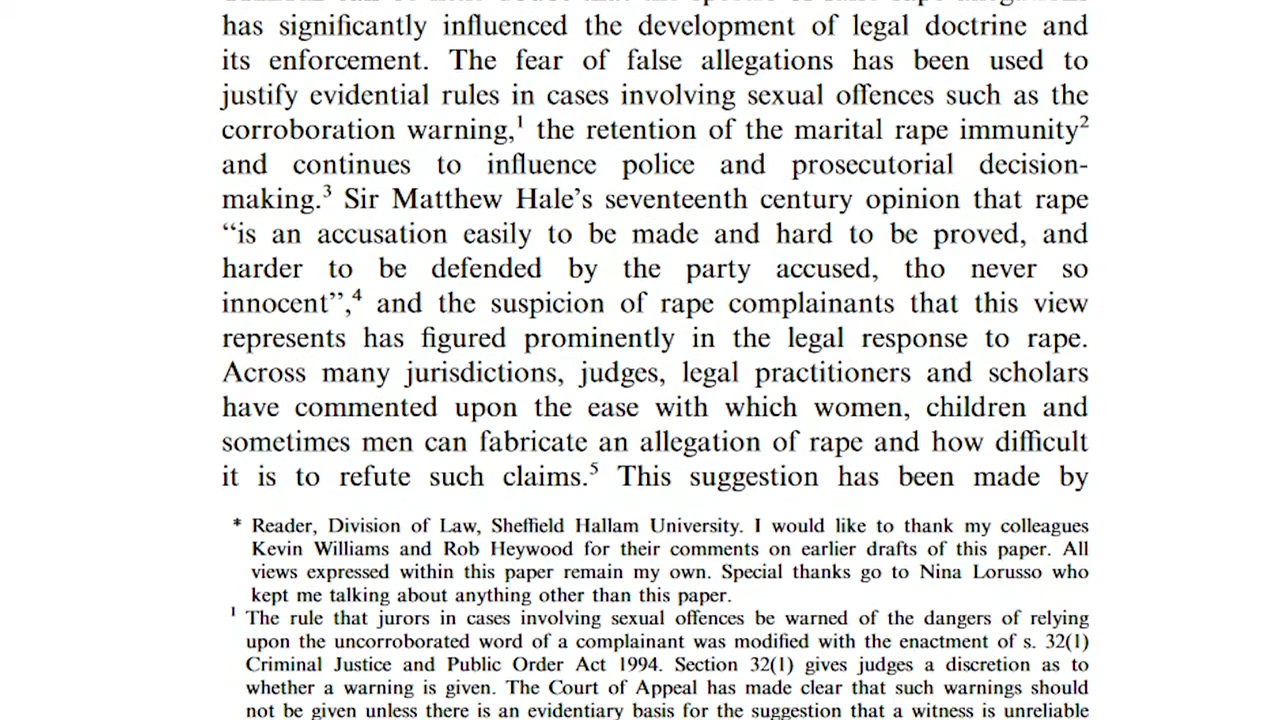 has significantly influenced the development of legal doctrine and
its enforcement. The fear of false allegations has been used to
justify evidential rules in cases involving sexual offences such as the
corroboration warning,¹ the retention of the marital rape immunity²
and continues to influence police and prosecutorial decision-
making.³ Sir Matthew Hale’s seventeenth century opinion that rape
“is an accusation easily to be made and hard to be proved, and
harder to be defended by the party accused, tho never so
innocent”,⁴ and the suspicion of rape complainants that this view
represents has figured prominently in the legal response to rape.
Across many jurisdictions, judges, legal practitioners and scholars
have commented upon the ease with which women, children and
sometimes men can fabricate an allegation of rape and how difficult
it is to refute such claims.⁵ This suggestion has been made by
* Reader, Division of Law, Sheffield Hallam University. I would like to thank my colleagues
Kevin Williams and Rob Heywood for their comments on earlier drafts of this paper. All
views expressed within this paper remain my own. Special thanks go to Nina Lorusso who
kept me talking about anything other than this paper.
¹ The rule that jurors in cases involving sexual offences be warned of the dangers of relying
upon the uncorroborated word of a complainant was modified with the enactment of s. 32(1)
Criminal Justice and Public Order Act 1994. Section 32(1) gives judges a discretion as to
whether a warning is given. The Court of Appeal has made clear that such warnings should
not be given unless there is an evidentiary basis for the suggestion that a witness is unreliable